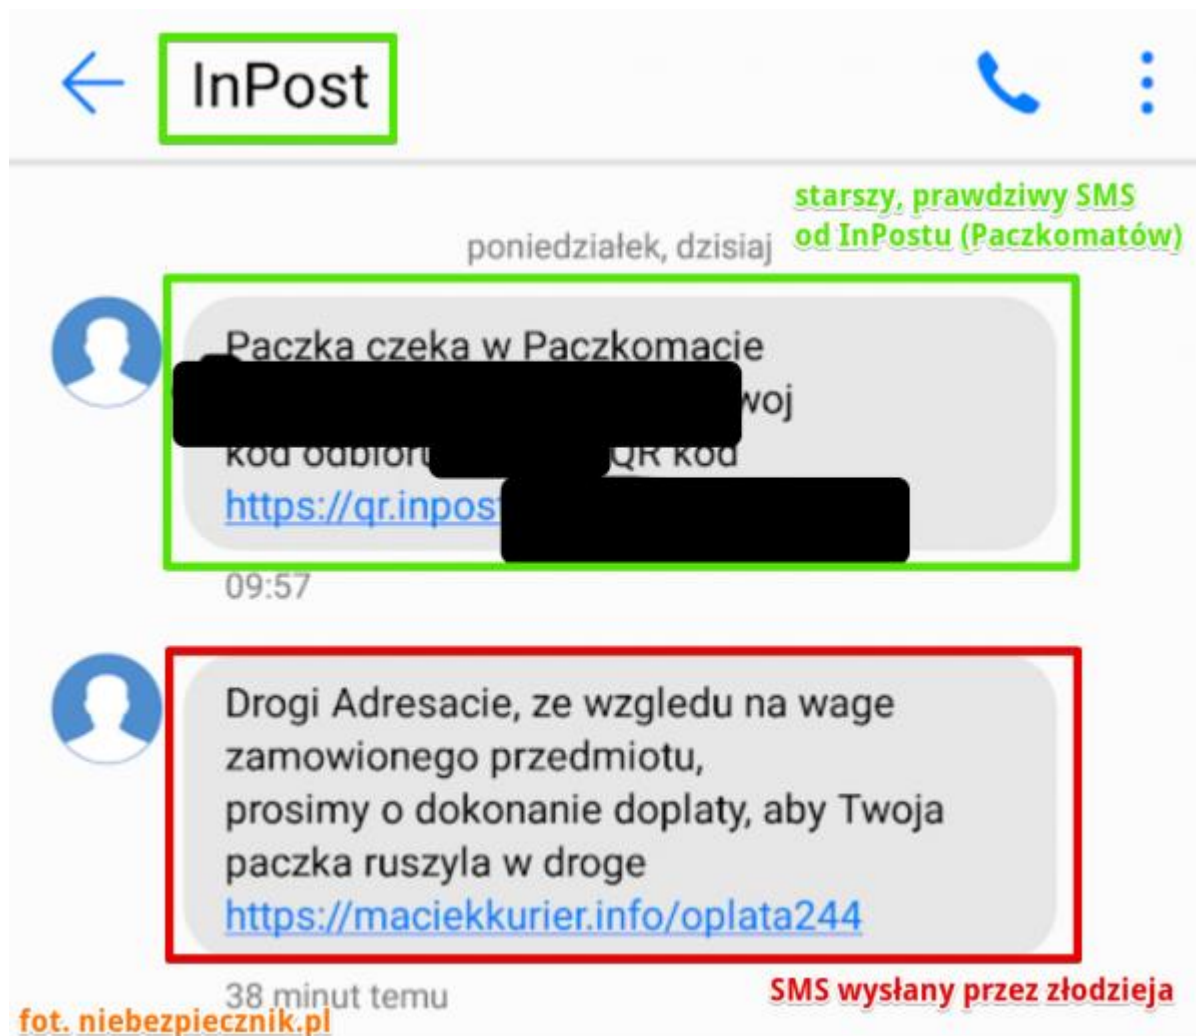 InPost
starszy, prawdziwy SMS
od InPostu (Paczkomatów)
poniedziałek, dzisiaj
Paczka czeka w Paczkomacie
woj
kod odbioru QR kod
https://qr.inpost
09:57
Drogi Adresacie, ze wzgledu na wage
zamowionego przedmiotu,
prosimy o dokonanie doplaty, aby Twoja
paczka ruszyla w droge
https://maciekkurier.info/oplata244
38 minut temu
SMS wysłany przez złodzieja
fot. niebezpiecznik.pl